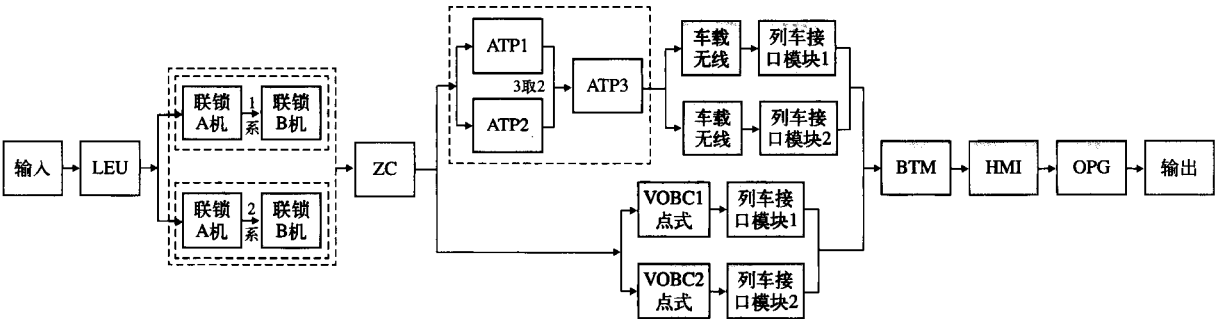 输入
LEU
联锁
A机
1
系
联锁
B机
联锁
A机
2
系
联锁
B机
ZC
ATP1
ATP2
3取2
ATP3
车载
无线
列车接
口模块1
车载
无线
列车接
口模块2
VOBC1
点式
列车接
口模块1
VOBC2
点式
列车接
口模块2
BTM
HMI
OPG
输出